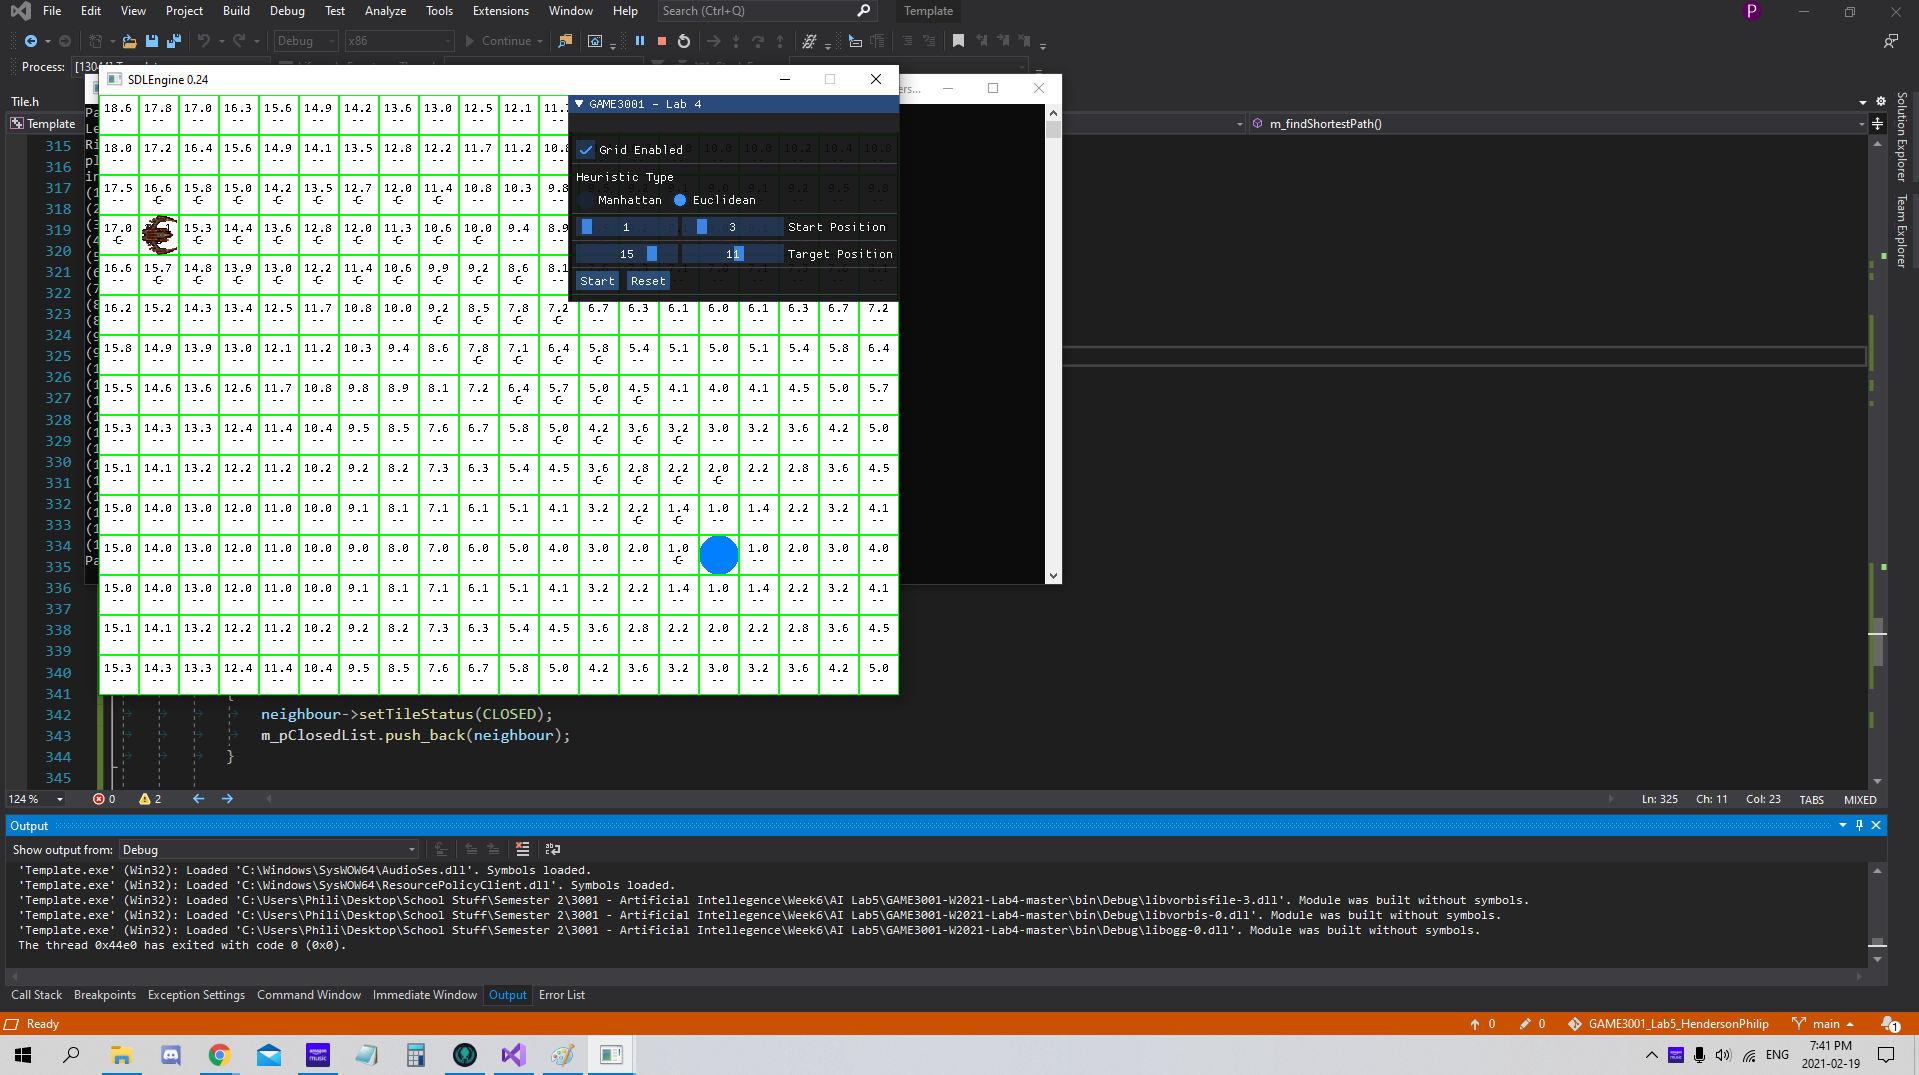 File Edit View Project Build Debug Test Analyze Tools Extensions Window Help Search (Ctrl+Q) Template P
Debug x86 Continue
Process:
SDLEngine 0.24
GAME3001 - Lab 4
Grid Enabled
Heuristic Type
Manhattan Euclidean
1 3 Start Position
15 11 Target Position
Start Reset
Tile.h
Template
m_findShortestPath()
Solution Explorer
Team Explorer
18.6 17.8 17.0 16.3 15.6 14.9 14.2 13.6 13.0 12.5 12.1
-- -- -- -- -- -- -- -- -- -- --
18.0 17.2 16.4 15.6 14.9 14.1 13.5 12.8 12.2 11.7 11.2 10.8
-- -- -- -- -- -- -- -- -- -- -- --
17.5 16.6 15.8 15.0 14.2 13.5 12.7 12.0 11.4 10.8 10.3 9.8
-- -C- -C- -C- -C- -C- -C- -C- -C- -- -- --
17.0 15.3 14.4 13.6 12.8 12.0 11.3 10.6 10.0 9.4 8.9
-C- -C- -C- -C- -C- -C- -C- -C- -C- -- --
16.6 15.7 14.8 13.9 13.0 12.2 11.4 10.6 9.9 9.2 8.6 8.1
-- -C- -C- -C- -C- -C- -C- -C- -C- -C- -C- --
16.2 15.2 14.3 13.4 12.5 11.7 10.8 10.0 9.2 8.5 7.8 7.2 6.7 6.3 6.1 6.0 6.1 6.3 6.7 7.2
-- -- -- -- -- -- -- -- -C- -C- -C- -C- -- -- -- -- -- -- -- --
15.8 14.9 13.9 13.0 12.1 11.2 10.3 9.4 8.6 7.8 7.1 6.4 5.8 5.4 5.1 5.0 5.1 5.4 5.8 6.4
-- -- -- -- -- -- -- -- -- -C- -C- -C- -C- -- -- -- -- -- -- --
15.5 14.6 13.6 12.6 11.7 10.8 9.8 8.9 8.1 7.2 6.4 5.7 5.0 4.5 4.1 4.0 4.1 4.5 5.0 5.7
-- -- -- -- -- -- -- -- -- -- -C- -C- -C- -C- -- -- -- -- -- --
15.3 14.3 13.3 12.4 11.4 10.4 9.5 8.5 7.6 6.7 5.8 5.0 4.2 3.6 3.2 3.0 3.2 3.6 4.2 5.0
-- -- -- -- -- -- -- -- -- -- -- -C- -C- -C- -C- -- -- -- -- --
15.1 14.1 13.2 12.2 11.2 10.2 9.2 8.2 7.3 6.3 5.4 4.5 3.6 2.8 2.2 2.0 2.2 2.8 3.6 4.5
-- -- -- -- -- -- -- -- -- -- -- -- -C- -C- -C- -C- -- -- -- --
15.0 14.0 13.0 12.0 11.0 10.0 9.1 8.1 7.1 6.1 5.1 4.1 3.2 2.2 1.4 1.0 1.4 2.2 3.2 4.1
-- -- -- -- -- -- -- -- -- -- -- -- -- -C- -C- -- -- -- -- --
15.0 14.0 13.0 12.0 11.0 10.0 9.0 8.0 7.0 6.0 5.0 4.0 3.0 2.0 1.0 1.0 2.0 3.0 4.0
-- -- -- -- -- -- -- -- -- -- -- -- -- -- -C- -- -- -- --
15.0 14.0 13.0 12.0 11.0 10.0 9.1 8.1 7.1 6.1 5.1 4.1 3.2 2.2 1.4 1.0 1.4 2.2 3.2 4.1
-- -- -- -- -- -- -- -- -- -- -- -- -- -- -- -- -- -- -- --
15.1 14.1 13.2 12.2 11.2 10.2 9.2 8.2 7.3 6.3 5.4 4.5 3.6 2.8 2.2 2.0 2.2 2.8 3.6 4.5
-- -- -- -- -- -- -- -- -- -- -- -- -- -- -- -- -- -- -- --
15.3 14.3 13.3 12.4 11.4 10.4 9.5 8.5 7.6 6.7 5.8 5.0 4.2 3.6 3.2 3.0 3.2 3.6 4.2 5.0
-- -- -- -- -- -- -- -- -- -- -- -- -- -- -- -- -- -- -- --
315
316
317
318
319
320
321
322
323
324
325
326
327
328
329
330
331
332
333
334
335
336
337
338
339
340
341 {
342 neighbour->setTileStatus(CLOSED);
343 m_pClosedList.push_back(neighbour);
344 }
345
124 % 0 2 Ln: 325 Ch: 11 Col: 23 TABS MIXED
Output
Show output from: Debug
'Template.exe' (Win32): Loaded 'C:\Windows\SysWOW64\AudioSes.dll'. Symbols loaded.
'Template.exe' (Win32): Loaded 'C:\Windows\SysWOW64\ResourcePolicyClient.dll'. Symbols loaded.
'Template.exe' (Win32): Loaded 'C:\Users\Phili\Desktop\School Stuff\Semester 2\3001 - Artificial Intellegence\Week6\AI Lab5\GAME3001-W2021-Lab4-master\bin\Debug\libvorbisfile-3.dll'. Module was built without symbols.
'Template.exe' (Win32): Loaded 'C:\Users\Phili\Desktop\School Stuff\Semester 2\3001 - Artificial Intellegence\Week6\AI Lab5\GAME3001-W2021-Lab4-master\bin\Debug\libvorbis-0.dll'. Module was built without symbols.
'Template.exe' (Win32): Loaded 'C:\Users\Phili\Desktop\School Stuff\Semester 2\3001 - Artificial Intellegence\Week6\AI Lab5\GAME3001-W2021-Lab4-master\bin\Debug\libogg-0.dll'. Module was built without symbols.
The thread 0x44e0 has exited with code 0 (0x0).
Call Stack Breakpoints Exception Settings Command Window Immediate Window Output Error List
Ready 0 0 GAME3001_Lab5_HendersonPhilip main 1
ENG 7:41 PM
2021-02-19